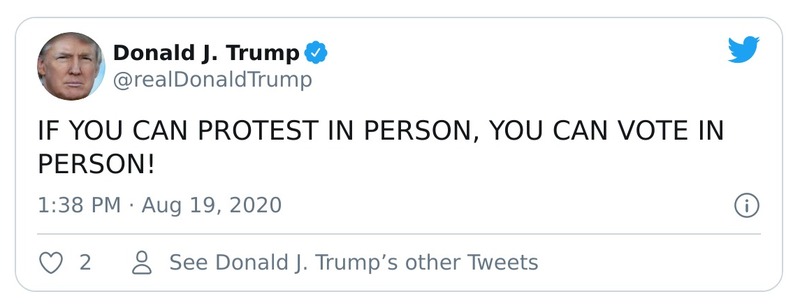 Donald J. Trump
@realDonaldTrump
IF YOU CAN PROTEST IN PERSON, YOU CAN VOTE IN
PERSON!
1:38 PM · Aug 19, 2020
2 See Donald J. Trump’s other Tweets